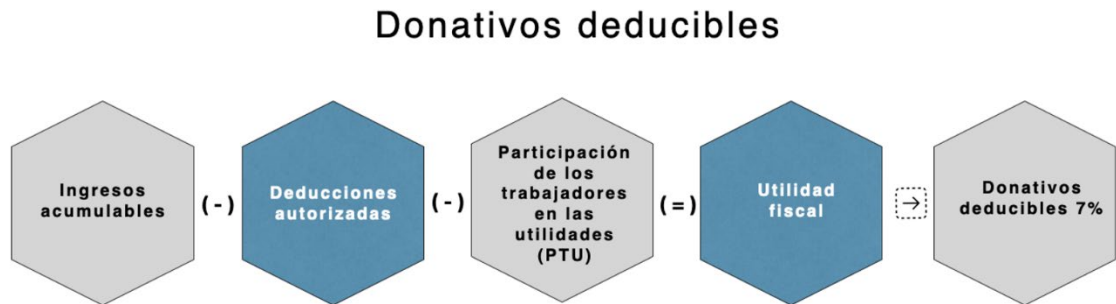 Donativos deducibles
Ingresos
acumulables
(-)
Deducciones
autorizadas
(-)
Participación
de los
trabajadores
en las
utilidades
(PTU)
(=)
Utilidad
fiscal
→
Donativos
deducibles 7%